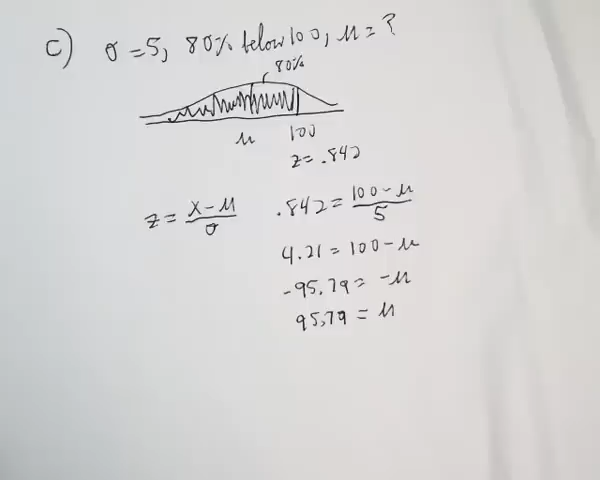 c) σ = 5, 80% below 100, μ = ?
80%
μ 100
z = .842
z = x - μ / σ .842 = 100 - μ / 5
4.21 = 100 - μ
-95.79 = -μ
95.79 = μ